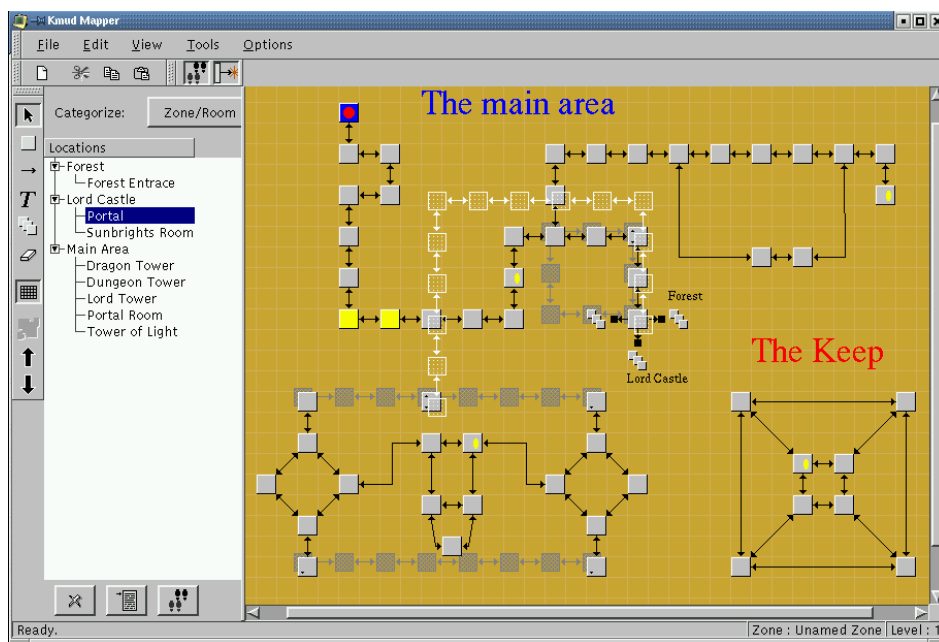 Kmud Mapper
File Edit View Tools Options
Categorize: Zone/Room
Locations
Forest
Forest Entrace
Lord Castle
Portal
Sunbrights Room
Main Area
Dragon Tower
Dungeon Tower
Lord Tower
Portal Room
Tower of Light
T
The main area
Forest
Lord Castle
The Keep
Ready.
Zone : Unamed Zone Level : 1